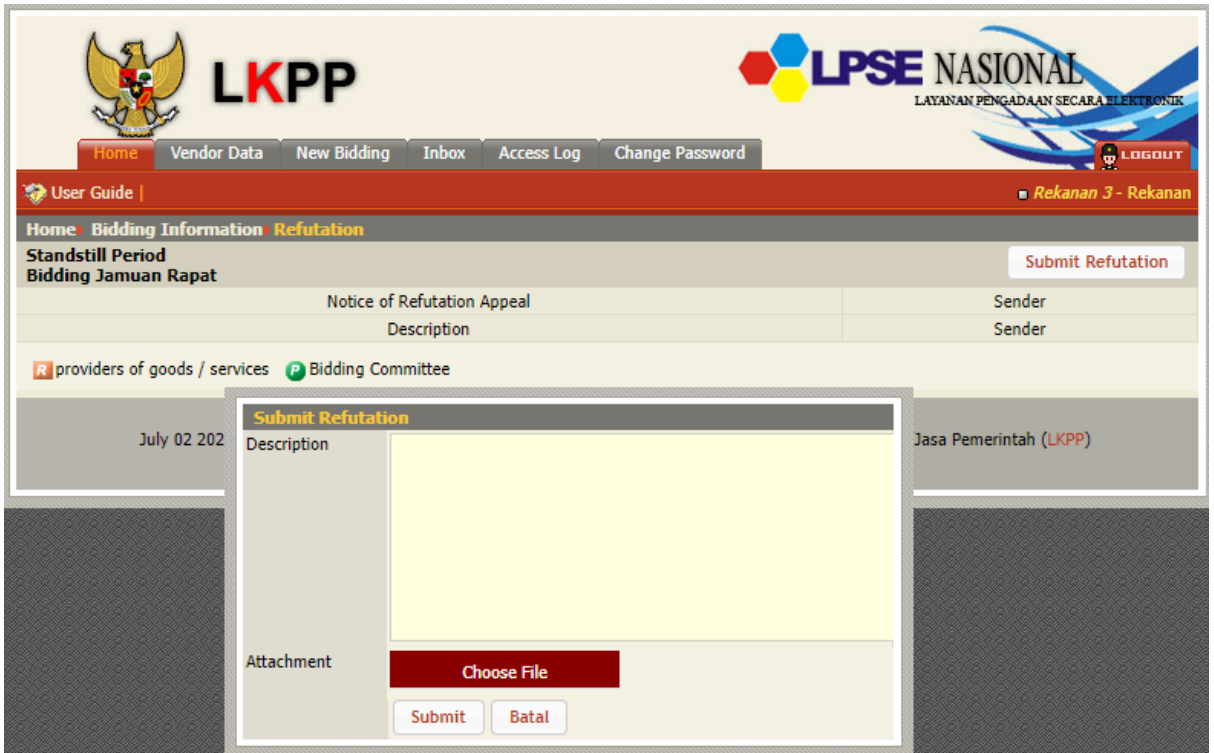 LKPP
LPSE NASIONAL
LAYANAN PENGADAAN SECARA ELEKTRONIK
Home Vendor Data New Bidding Inbox Access Log Change Password
LOGOUT
User Guide |
Rekanan 3 - Rekanan
Home Bidding Information Refutation
Standstill Period
Bidding Jamuan Rapat
Submit Refutation
Notice of Refutation Appeal Sender
Description Sender
R providers of goods / services P Bidding Committee
July 02 202
Jasa Pemerintah (LKPP)
Submit Refutation
Description
Attachment
Choose File
Submit Batal